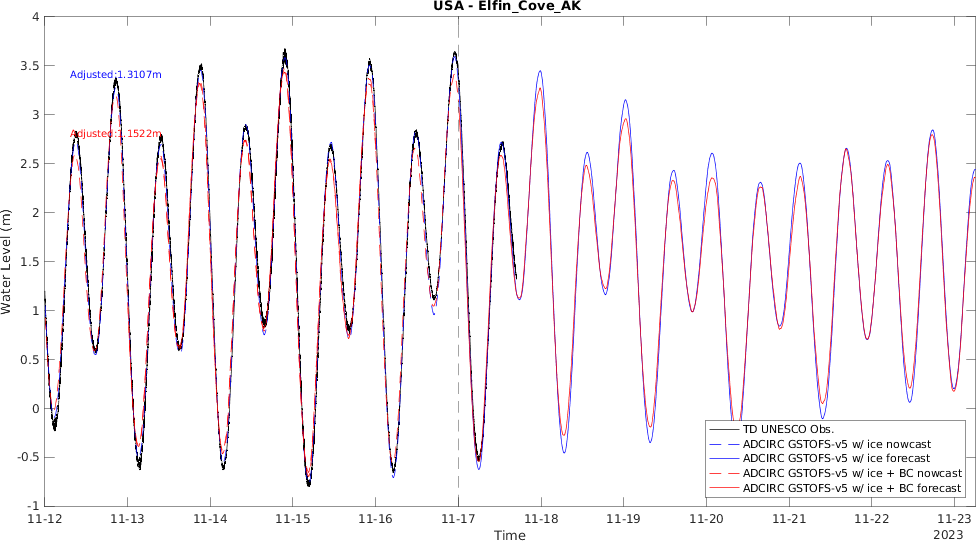 USA - Elfin_Cove_AK
4
3.5
3
2.5
2
1.5
1
0.5
0
-0.5
-1
Water Level (m)
Adjusted:1.3107m
Adjusted:1.1522m
TD UNESCO Obs.
ADCIRC GSTOFS-v5 w/ ice nowcast
ADCIRC GSTOFS-v5 w/ ice forecast
ADCIRC GSTOFS-v5 w/ ice + BC nowcast
ADCIRC GSTOFS-v5 w/ ice + BC forecast
11-12 11-13 11-14 11-15 11-16 11-17 11-18 11-19 11-20 11-21 11-22 11-23
2023
Time